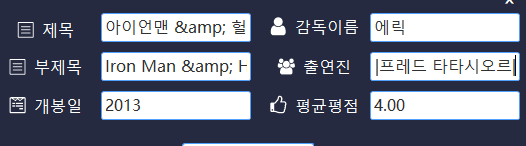 제목 아이언맨 &amp; 헐 감독이름 에릭
부제목 Iron Man &amp; H 출연진 |프레드 타타시오르|
개봉일 2013 평균평점 4.00